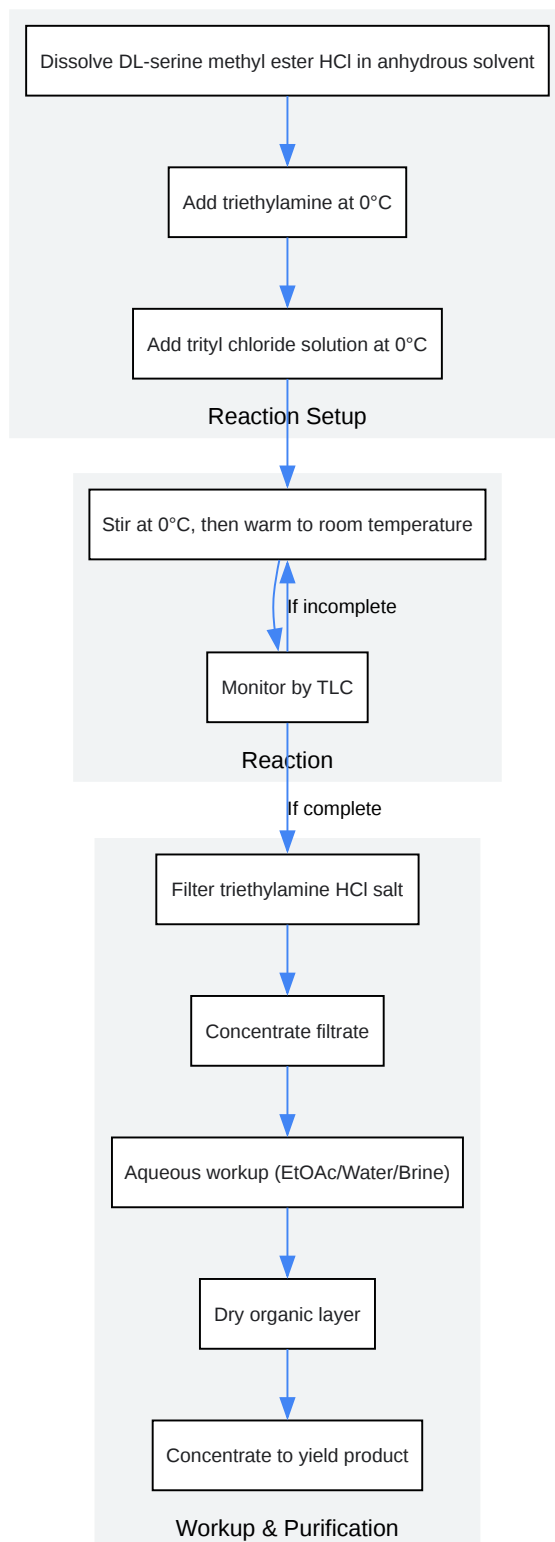 Dissolve DL-serine methyl ester HCl in anhydrous solvent
Add triethylamine at 0°C
Add trityl chloride solution at 0°C
Reaction Setup
Stir at 0°C, then warm to room temperature
If incomplete
Monitor by TLC
Reaction
If complete
Filter triethylamine HCl salt
Concentrate filtrate
Aqueous workup (EtOAc/Water/Brine)
Dry organic layer
Concentrate to yield product
Workup & Purification